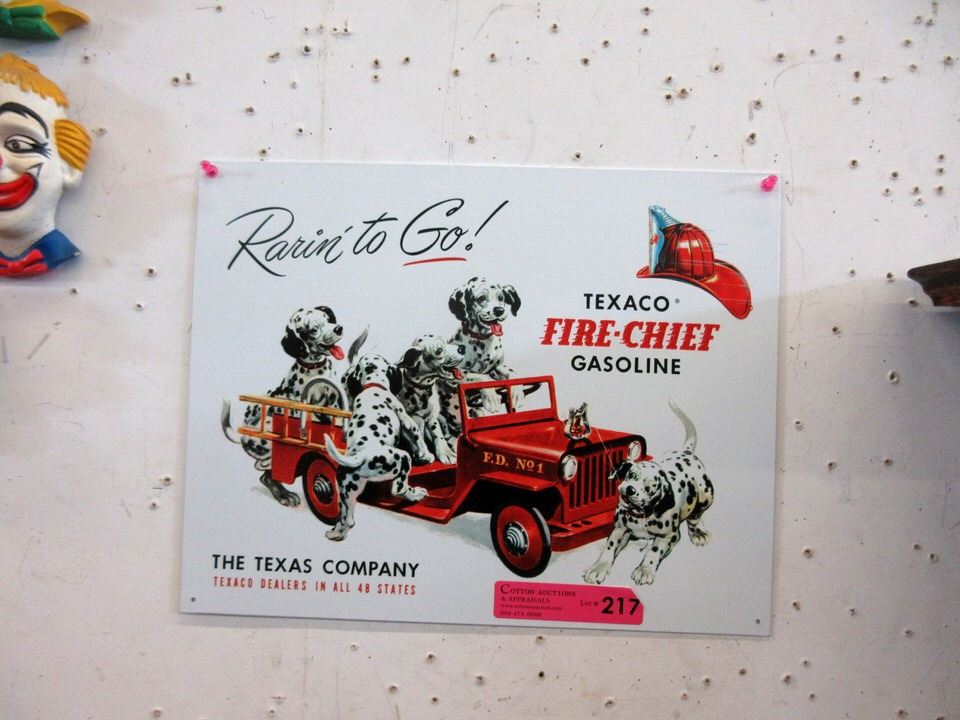 Rarin' to Go!
TEXACO®
FIRE-CHIEF
GASOLINE
F.D. No 1
THE TEXAS COMPANY
TEXACO DEALERS IN ALL 48 STATES
COTTON AUCTIONS
& APPRAISALS
Lot # 217